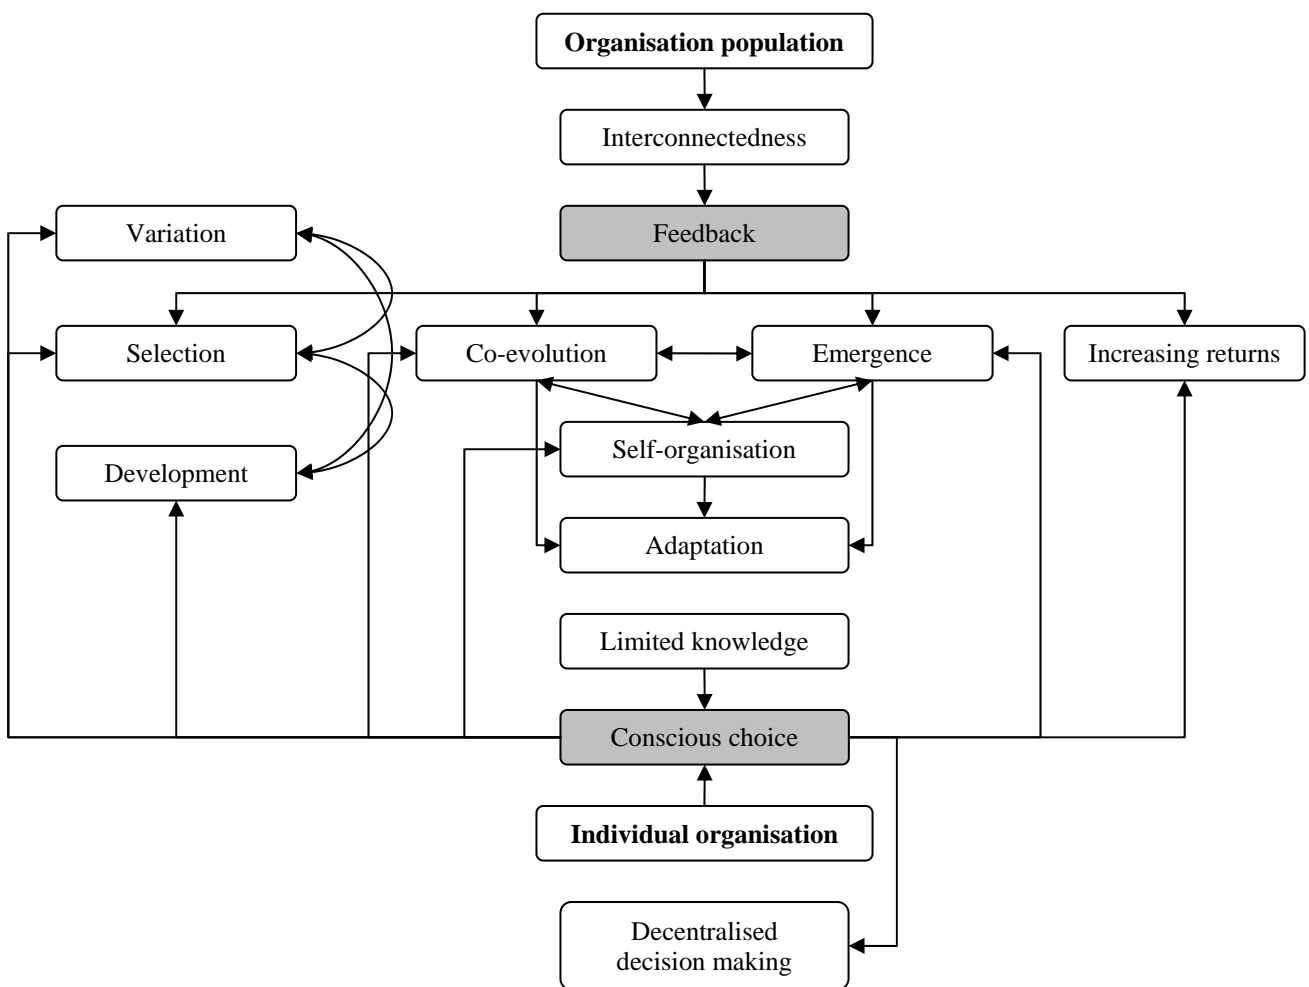 Organisation population
Interconnectedness
Variation
Feedback
Selection
Co-evolution
Emergence
Increasing returns
Development
Self-organisation
Adaptation
Limited knowledge
Conscious choice
Individual organisation
Decentralised
decision making